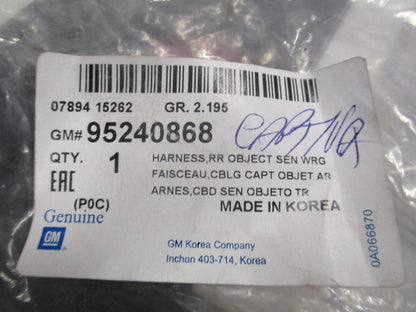 07894 15262 GR. 2.195
GM# 95240868
QTY. 1 HARNESS,RR OBJECT SEN WRG
FAISCEAU,CBLG CAPT OBJET AR
EAC ARNES,CBD SEN OBJETO TR
(P0C) MADE IN KOREA
Genuine
GM
GM Korea Company
Inchon 403-714, Korea
0A066870